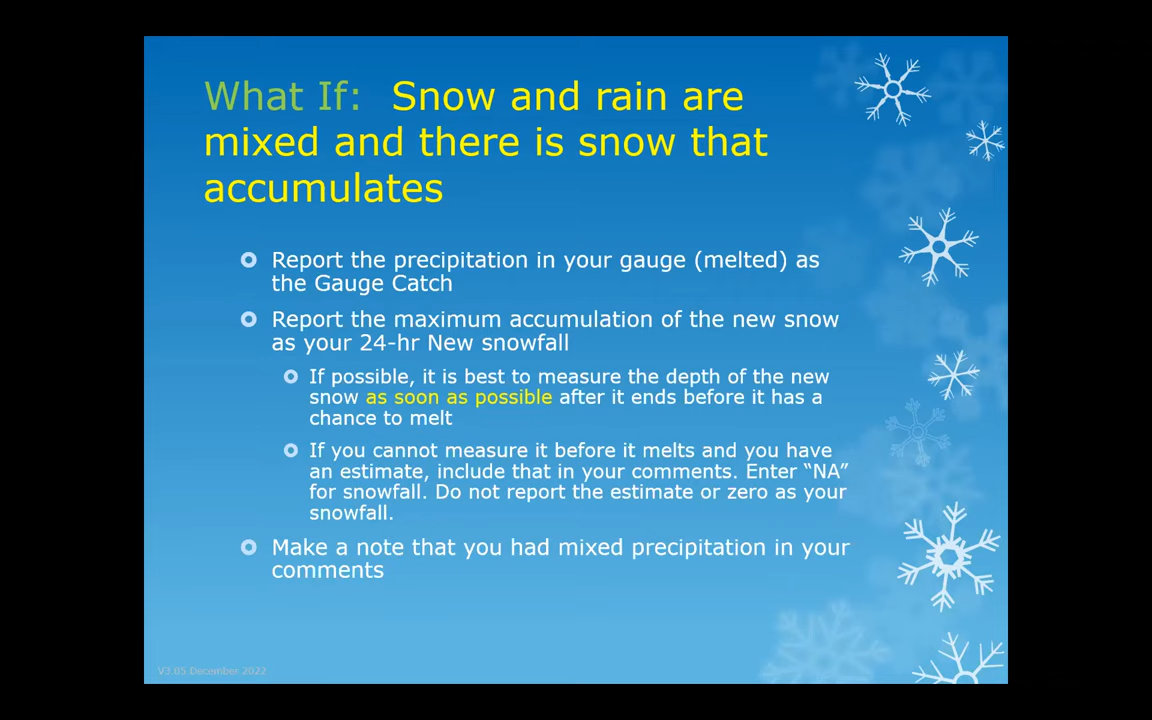 What If:  Snow and rain are
mixed and there is snow that
accumulates
Report the precipitation in your gauge (melted) as
the Gauge Catch
Report the maximum accumulation of the new snow
as your 24-hr New snowfall
If possible, it is best to measure the depth of the new
snow as soon as possible after it ends before it has a
chance to melt
If you cannot measure it before it melts and you have
an estimate, include that in your comments. Enter “NA”
for snowfall. Do not report the estimate or zero as your
snowfall.
Make a note that you had mixed precipitation in your
comments
V3.05 December 2022